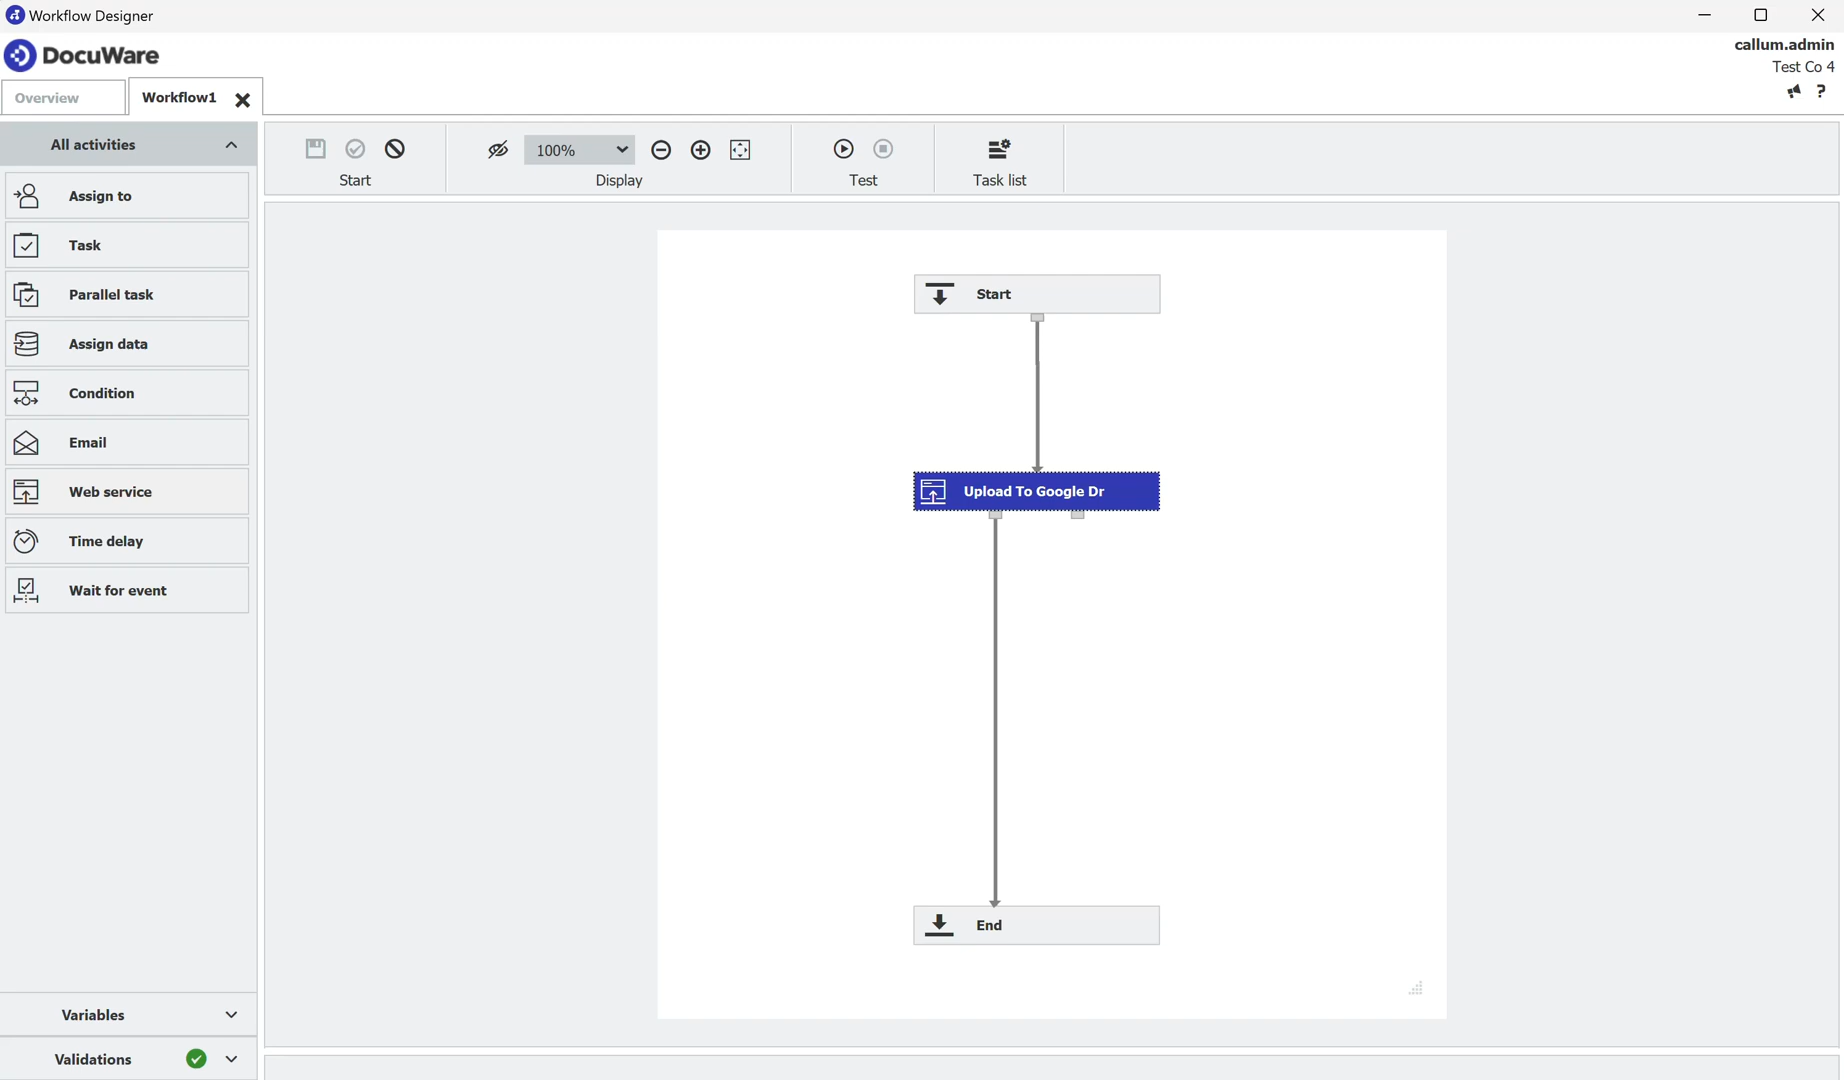 Workflow Designer
DocuWare
callum.admin
Test Co 4
Overview
Workflow1
?
All activities
Assign to
Task
Parallel task
Assign data
Condition
Email
Web service
Time delay
Wait for event
Variables
Validations
100%
Start
Display
Test
Task list
Start
Upload To Google Dr
End